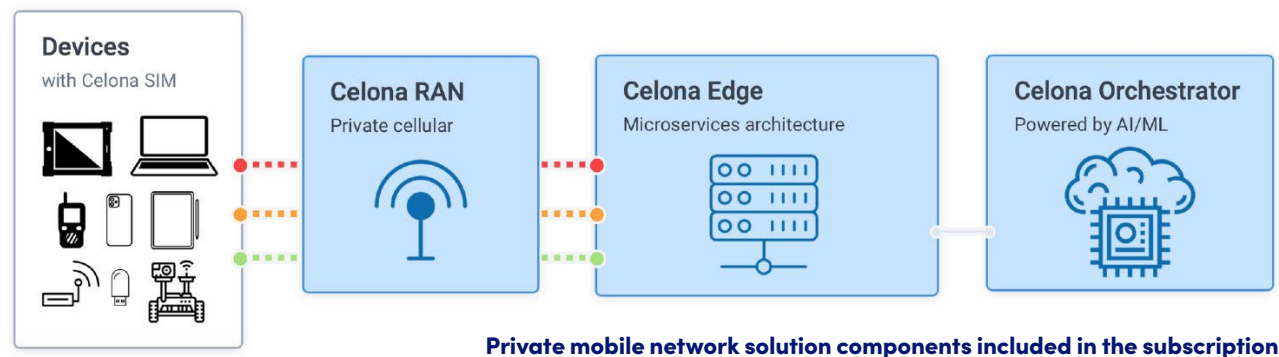 Devices
with Celona SIM
Celona RAN
Private cellular
Celona Edge
Microservices architecture
Celona Orchestrator
Powered by AI/ML
Private mobile network solution components included in the subscription